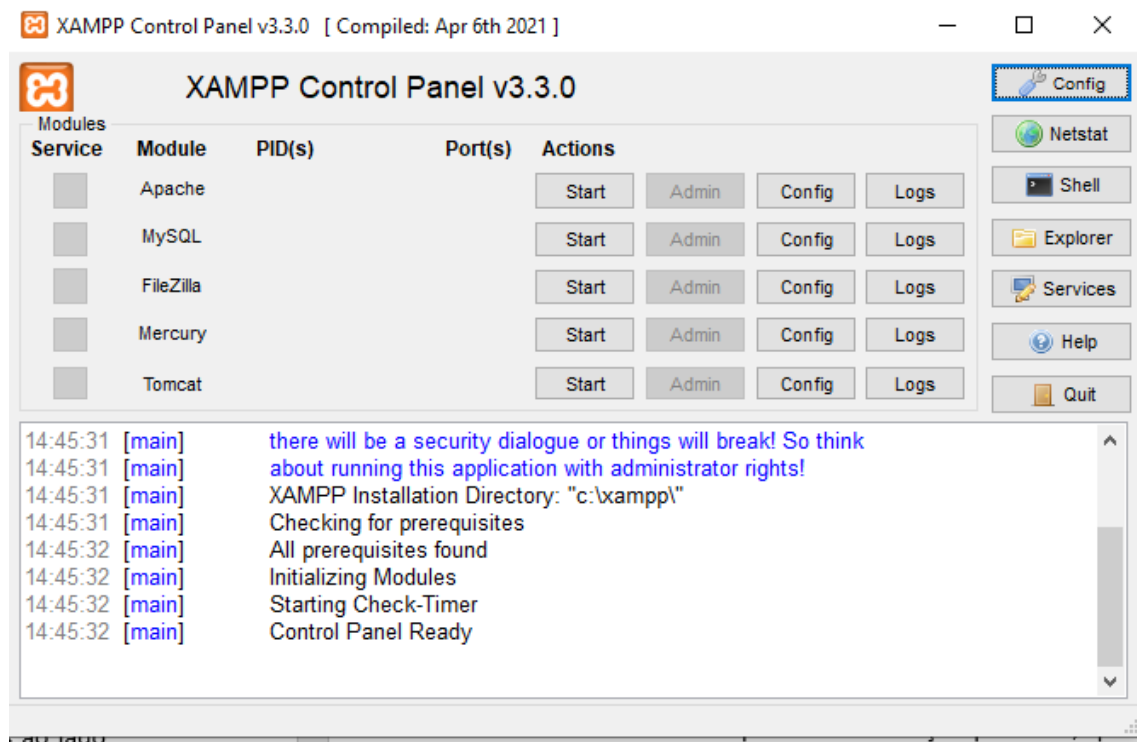 XAMPP Control Panel v3.3.0 [ Compiled: Apr 6th 2021 ]
XAMPP Control Panel v3.3.0
Config
Modules
Netstat
Service Module PID(s) Port(s) Actions
Apache Start Admin Config Logs
Shell
MySQL Start Admin Config Logs
Explorer
FileZilla Start Admin Config Logs
Services
Mercury Start Admin Config Logs
Help
Tomcat Start Admin Config Logs
Quit
14:45:31 [main] there will be a security dialogue or things will break! So think
14:45:31 [main] about running this application with administrator rights!
14:45:31 [main] XAMPP Installation Directory: "c:\xampp\"
14:45:31 [main] Checking for prerequisites
14:45:32 [main] All prerequisites found
14:45:32 [main] Initializing Modules
14:45:32 [main] Starting Check-Timer
14:45:32 [main] Control Panel Ready